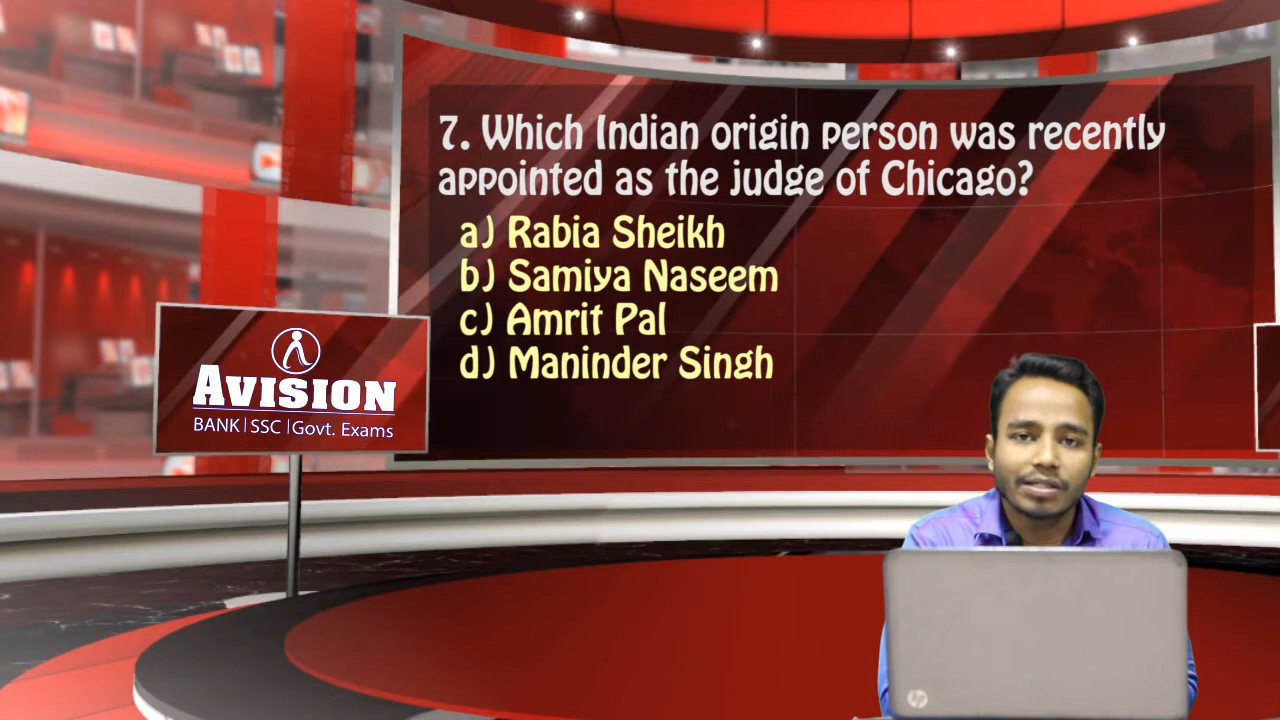 7. Which Indian origin person was recently
appointed as the judge of Chicago?
a) Rabia Sheikh
b) Samiya Naseem
c) Amrit Pal
d) Maninder Singh
AVISION
BANK|SSC|Govt. Exams
hp